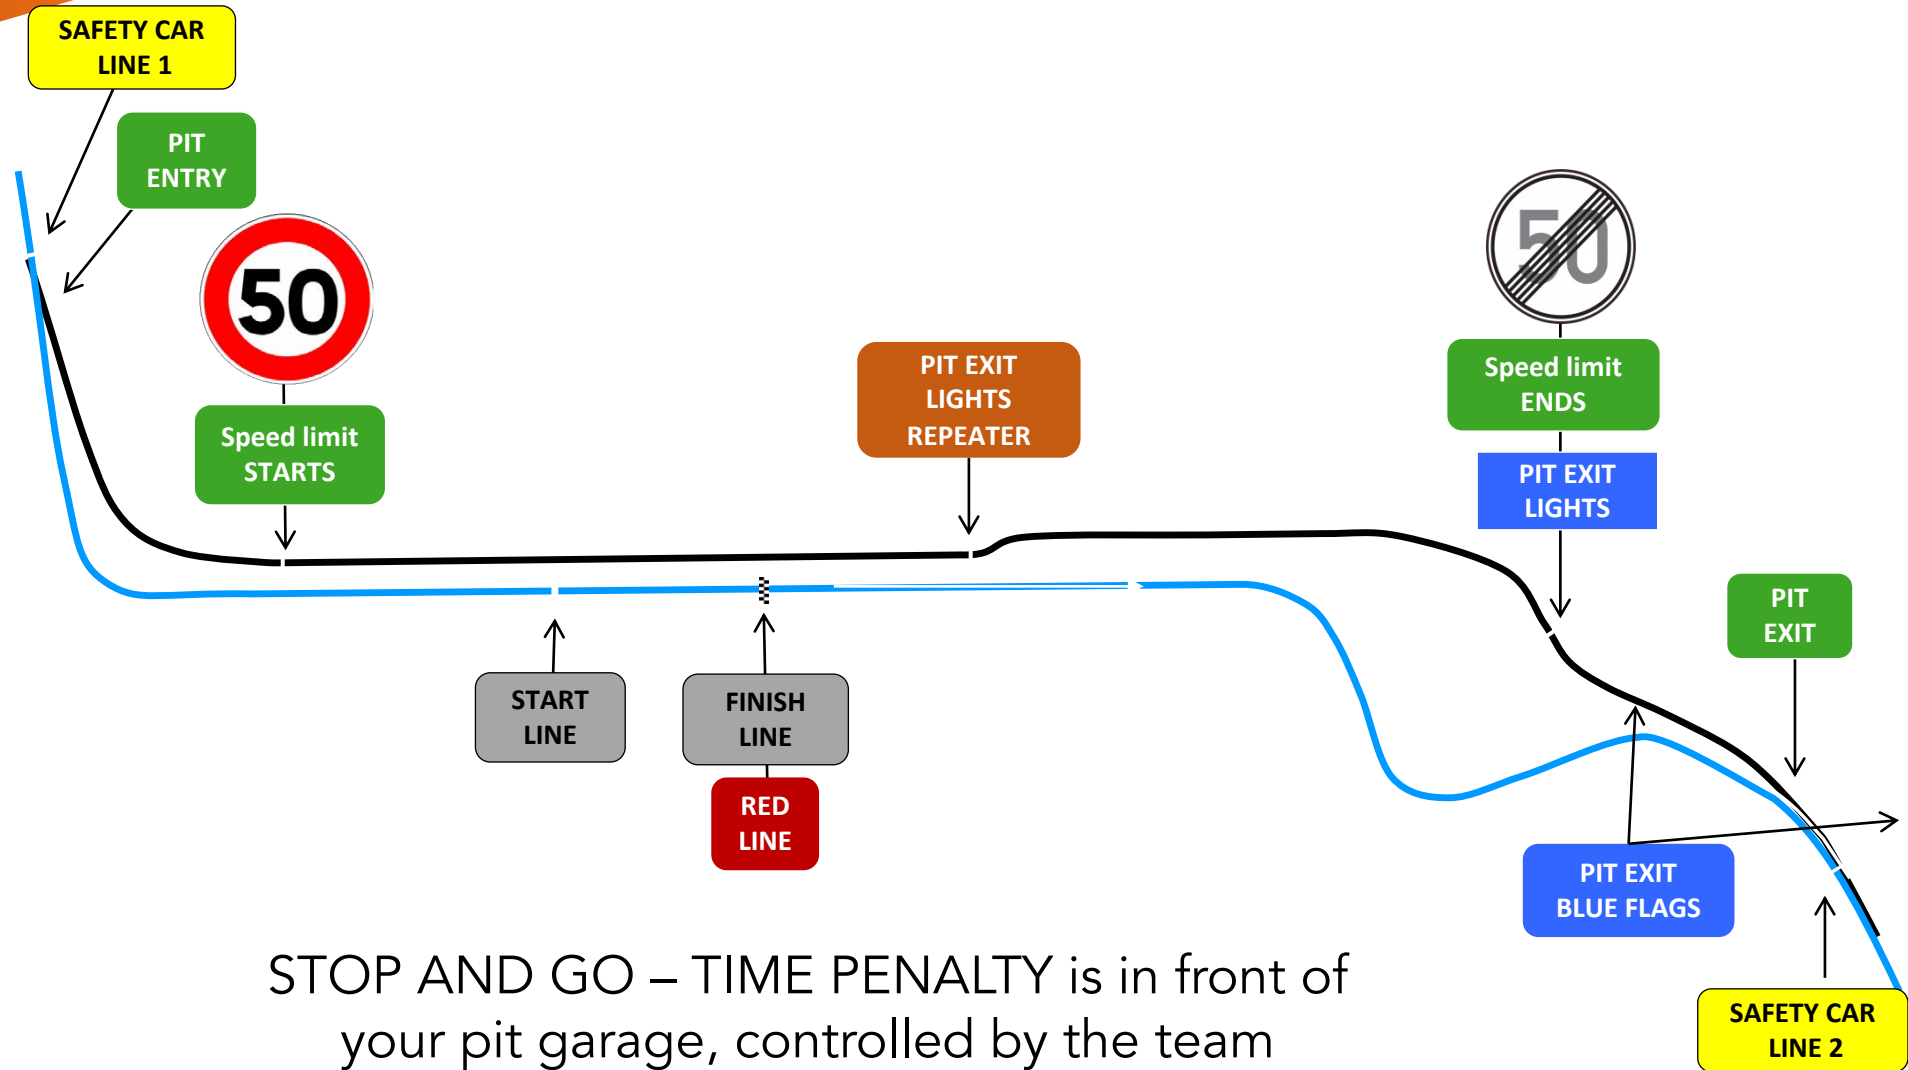 SAFETY CAR
LINE 1
PIT
ENTRY
50
Speed limit
STARTS
PIT EXIT
LIGHTS
REPEATER
50
Speed limit
ENDS
PIT EXIT
LIGHTS
PIT
EXIT
START
LINE
FINISH
LINE
RED
LINE
PIT EXIT
BLUE FLAGS
SAFETY CAR
LINE 2
STOP AND GO – TIME PENALTY is in front of
your pit garage, controlled by the team